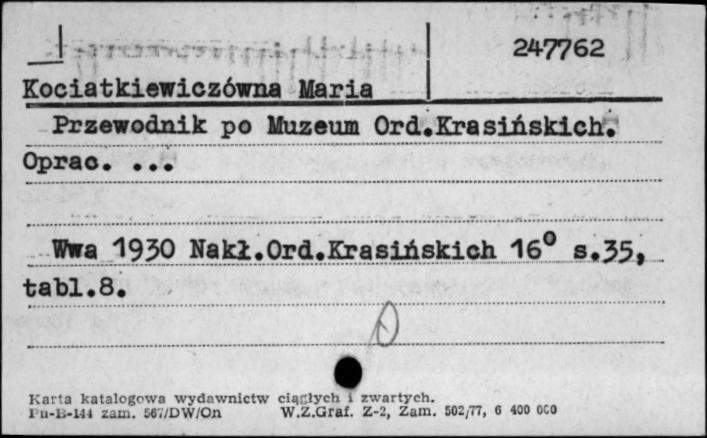 247762
Kociatkiewiczówna Maria
Przewodnik po Muzeum Ord.Krasińskich.
Oprac. ...
Wwa 1930 Nakł.Ord.Krasińskich 16° s.35,
tabl.8.
Karta katalogowa wydawnictw ciągłych i zwartych.
Pu-B-144 zam. 567/DW/On W.Z.Graf. Z-2, Zam. 502/77, 6 400 000